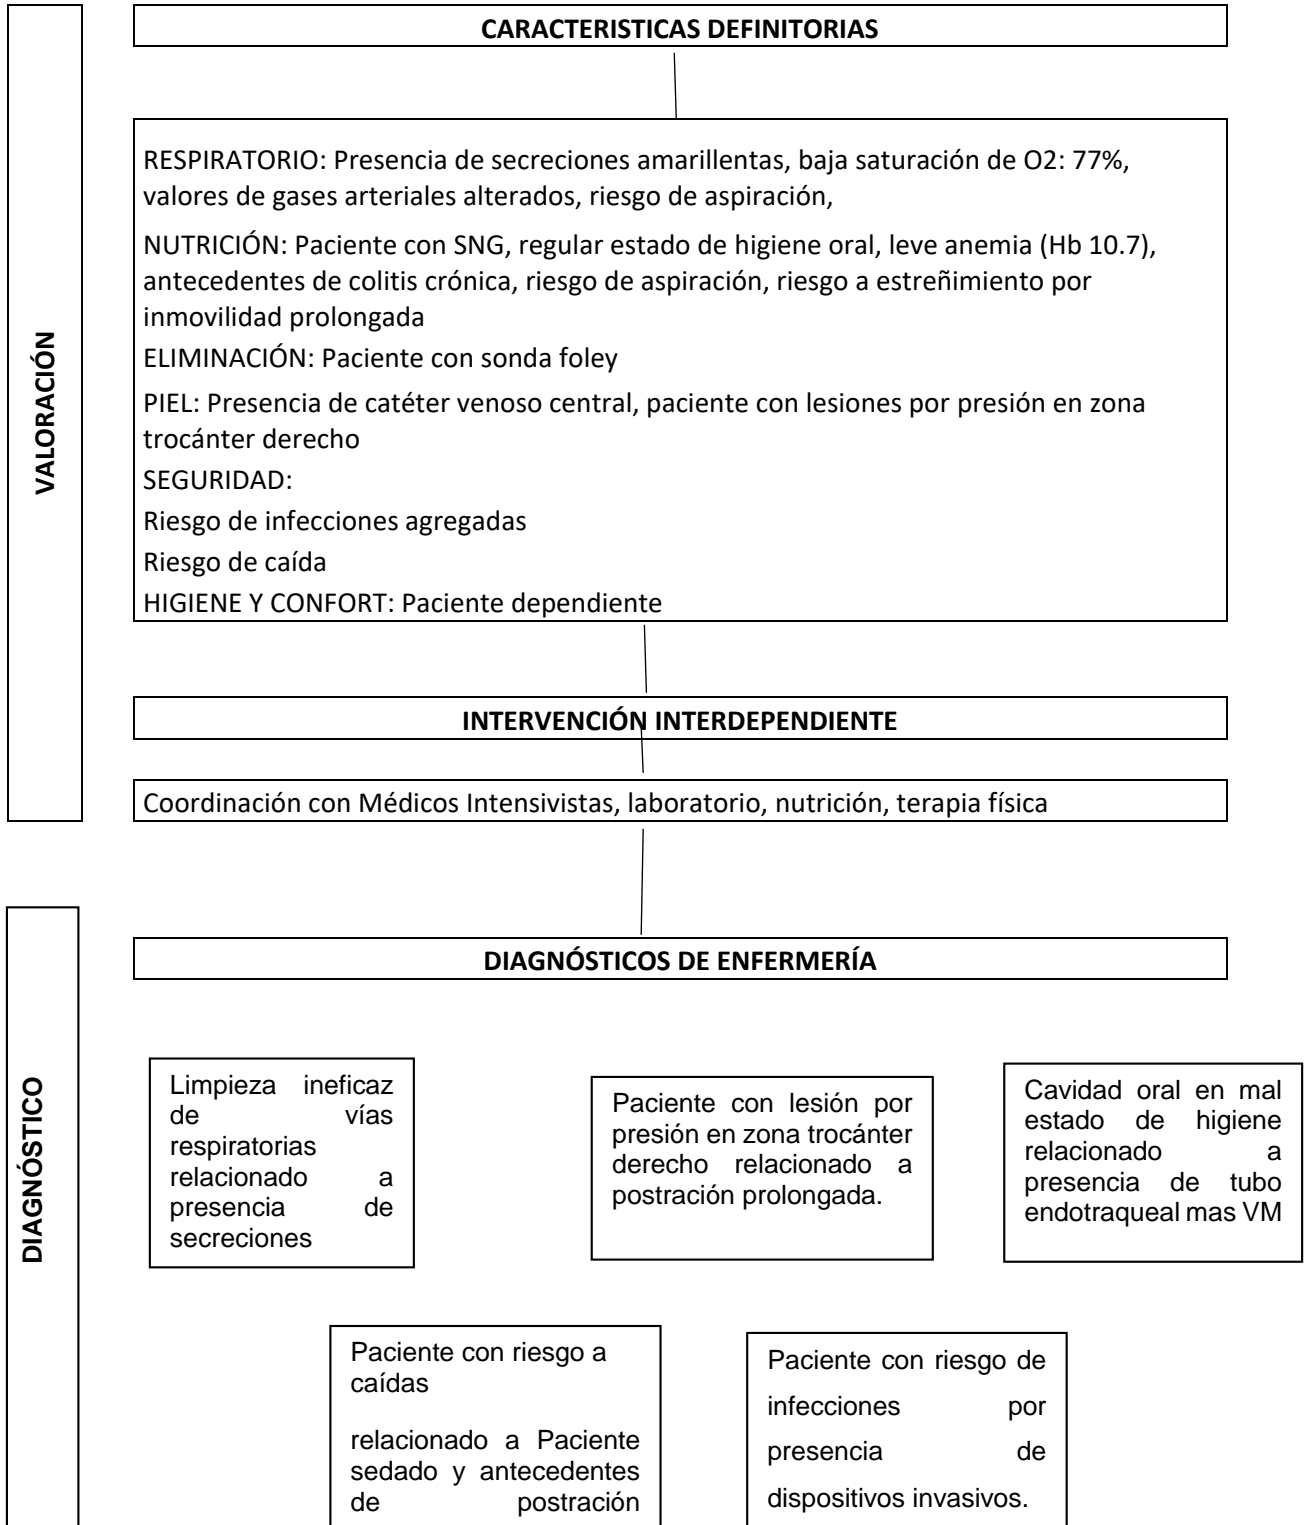 VALORACIÓN
CARACTERISTICAS DEFINITORIAS
RESPIRATORIO: Presencia de secreciones amarillentas, baja saturación de O2: 77%,
valores de gases arteriales alterados, riesgo de aspiración,
NUTRICIÓN: Paciente con SNG, regular estado de higiene oral, leve anemia (Hb 10.7),
antecedentes de colitis crónica, riesgo de aspiración, riesgo a estreñimiento por
inmovilidad prolongada
ELIMINACIÓN: Paciente con sonda foley
PIEL: Presencia de catéter venoso central, paciente con lesiones por presión en zona
trocánter derecho
SEGURIDAD:
Riesgo de infecciones agregadas
Riesgo de caída
HIGIENE Y CONFORT: Paciente dependiente
INTERVENCIÓN INTERDEPENDIENTE
Coordinación con Médicos Intensivistas, laboratorio, nutrición, terapia física
DIAGNÓSTICO
DIAGNÓSTICOS DE ENFERMERÍA
Limpieza ineficaz
de vías
respiratorias
relacionado a
presencia de
secreciones
Paciente con lesión por
presión en zona trocánter
derecho relacionado a
postración prolongada.
Cavidad oral en mal
estado de higiene
relacionado a
presencia de tubo
endotraqueal mas VM
Paciente con riesgo a
caídas
relacionado a Paciente
sedado y antecedentes
de postración
Paciente con riesgo de
infecciones por
presencia de
dispositivos invasivos.